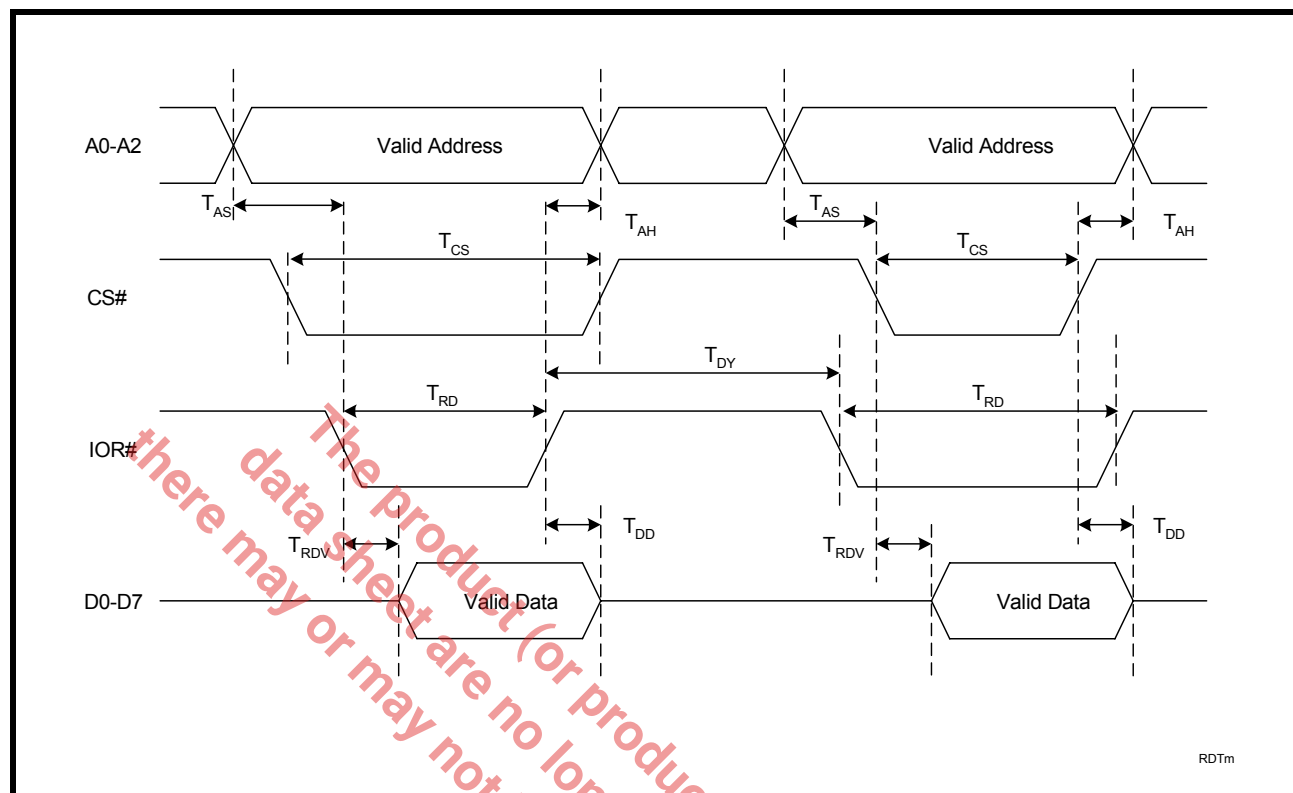 A0-A2
Valid Address
Valid Address
TAS
TAH
TAS
TAH
TCS
TCS
CS#
TDY
TRD
TRD
IOR#
TRDV
TDD
TRDV
TDD
D0-D7
Valid Data
Valid Data
RDTm
The product (or produc
data sheet are no lon
there may or may not